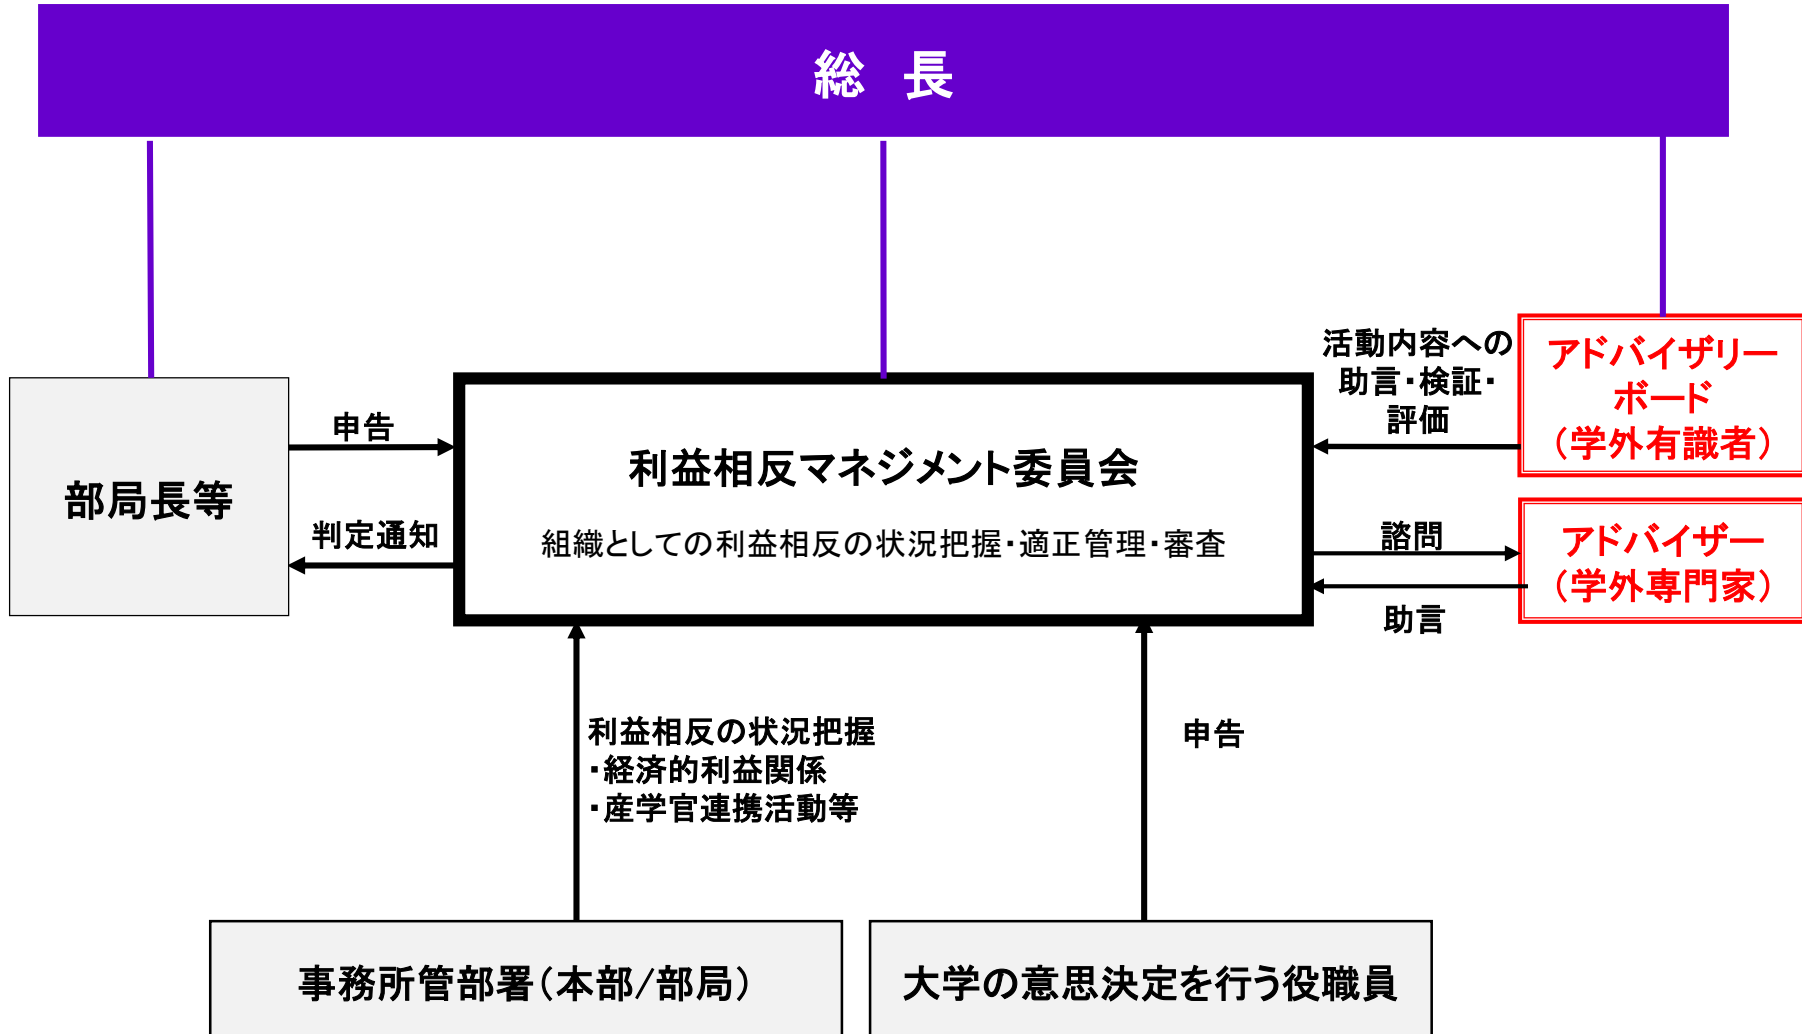 総　長
部局長等
申告
判定通知
利益相反マネジメント委員会
組織としての利益相反の状況把握・適正管理・審査
活動内容への
助言・検証・
評価
アドバイザリー
ボード
（学外有識者）
諮問
助言
アドバイザー
（学外専門家）
利益相反の状況把握
・経済的利益関係
・産学官連携活動等
申告
事務所管部署（本部/部局）
大学の意思決定を行う役職員